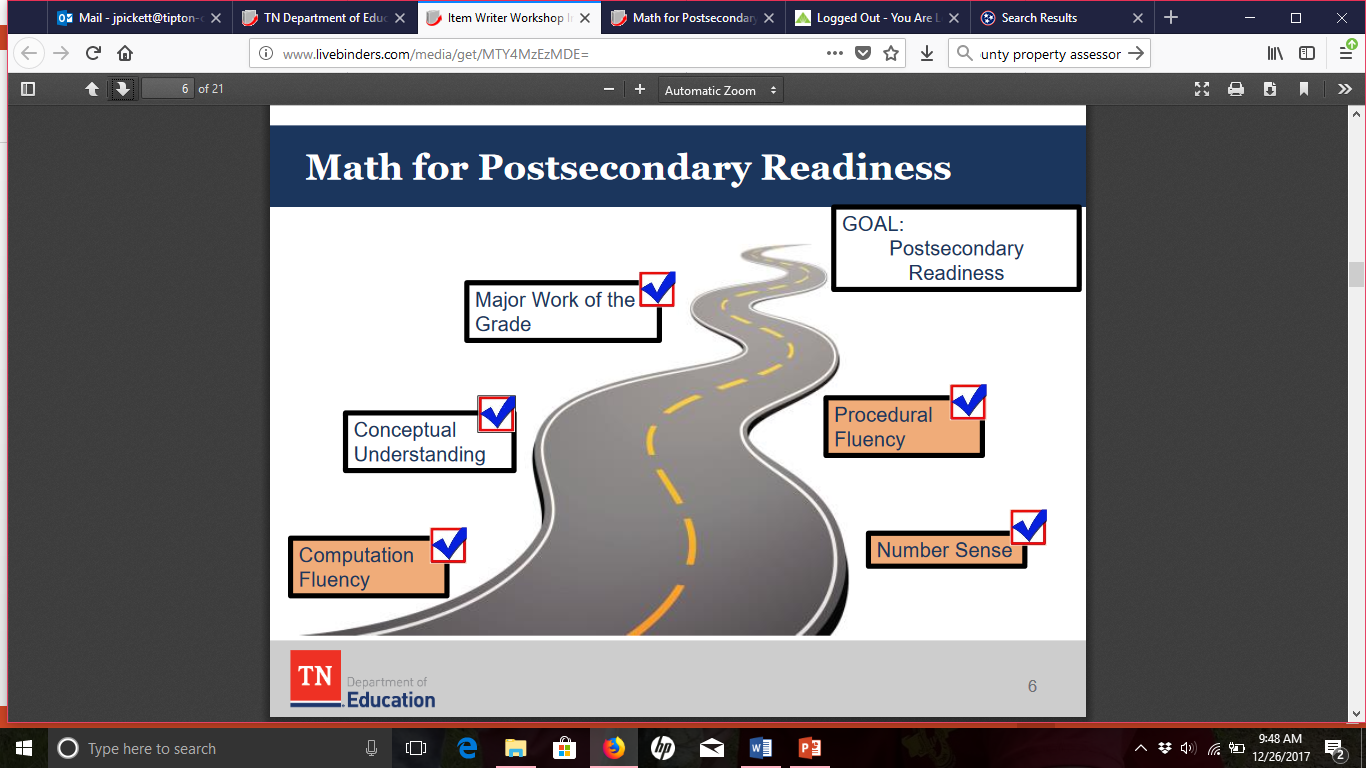 Mail - jpickett@tipton-
TN Department of Educ
Item Writer Workshop I
Math for Postsecondary
Logged Out - You Are L
Search Results
www.livebinders.com/media/get/MTY4MzEzMDE=
unty property assessor
6 of 21
Automatic Zoom
Math for Postsecondary Readiness
GOAL:
Postsecondary
Readiness
Major Work of the
Grade
Conceptual
Understanding
Procedural
Fluency
Computation
Fluency
Number Sense
TN
Department of
Education
6
Type here to search
hp
9:48 AM
12/26/2017
2